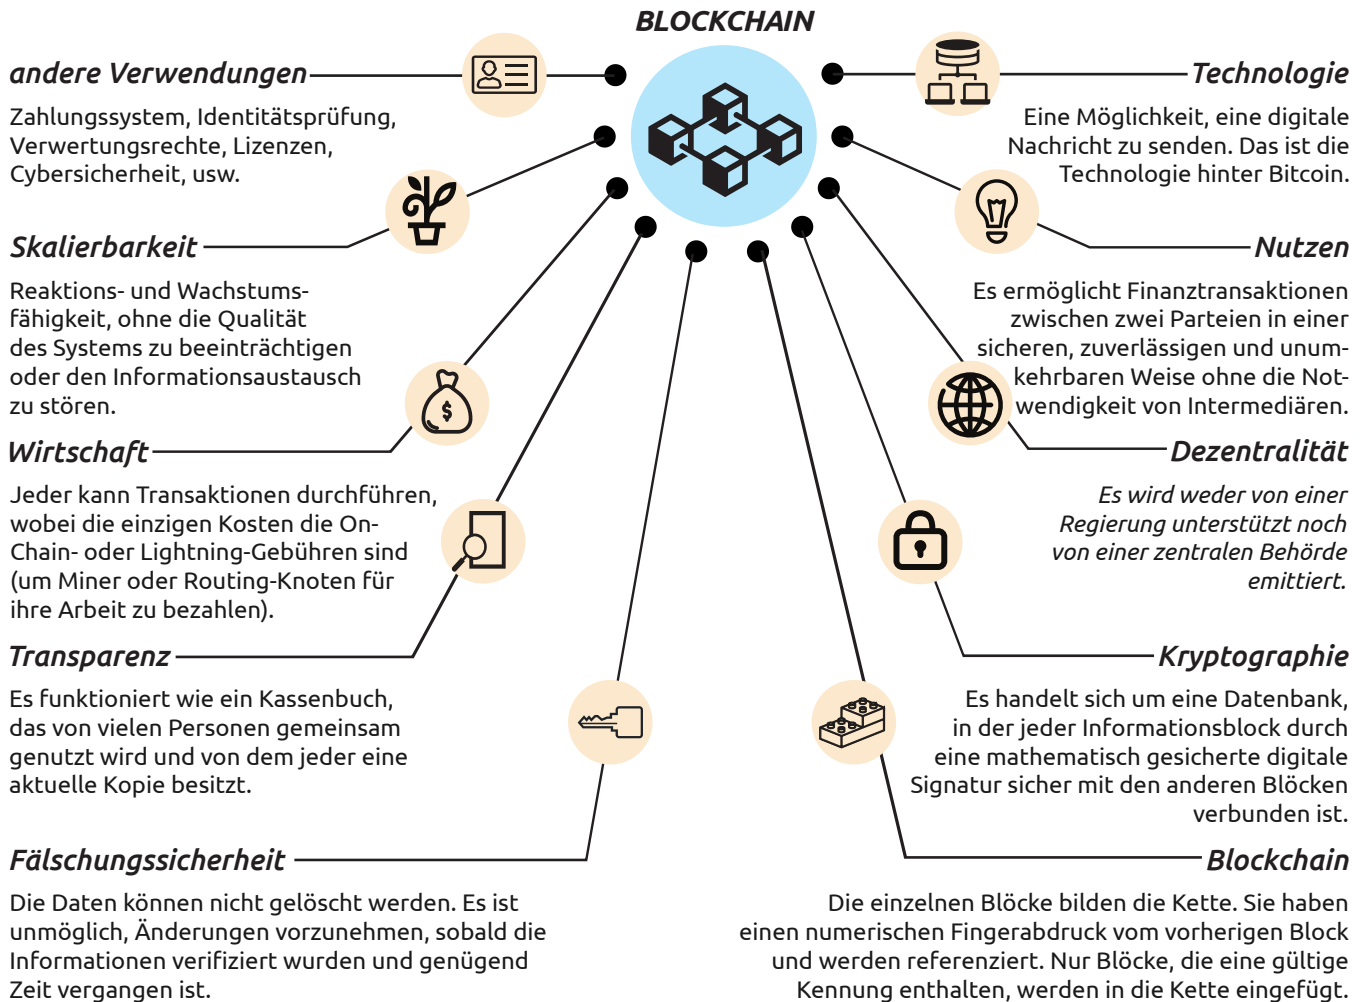 BLOCKCHAIN
andere Verwendungen
Zahlungssystem, Identitätsprüfung,
Verwertungsrechte, Lizenzen,
Cybersicherheit, usw.
Skalierbarkeit
Reaktions- und Wachstums-
fähigkeit, ohne die Qualität
des Systems zu beeinträchtigen
oder den Informationsaustausch
zu stören.
Wirtschaft
$
Jeder kann Transaktionen durchführen,
wobei die einzigen Kosten die On-
Chain- oder Lightning-Gebühren sind
(um Miner oder Routing-Knoten für
ihre Arbeit zu bezahlen).
Transparenz
Es funktioniert wie ein Kassenbuch,
das von vielen Personen gemeinsam
genutzt wird und von dem jeder eine
aktuelle Kopie besitzt.
Fälschungssicherheit
Die Daten können nicht gelöscht werden. Es ist
unmöglich, Änderungen vorzunehmen, sobald die
Informationen verifiziert wurden und genügend
Zeit vergangen ist.
Technologie
Eine Möglichkeit, eine digitale
Nachricht zu senden. Das ist die
Technologie hinter Bitcoin.
Nutzen
Es ermöglicht Finanztransaktionen
zwischen zwei Parteien in einer
sicheren, zuverlässigen und unum-
kehrbaren Weise ohne die Not-
wendigkeit von Intermediären.
Dezentralität
Es wird weder von einer
Regierung unterstützt noch
von einer zentralen Behörde
emittiert.
Kryptographie
Es handelt sich um eine Datenbank,
in der jeder Informationsblock durch
eine mathematisch gesicherte digitale
Signatur sicher mit den anderen Blöcken
verbunden ist.
Blockchain
Die einzelnen Blöcke bilden die Kette. Sie haben
einen numerischen Fingerabdruck vom vorherigen Block
und werden referenziert. Nur Blöcke, die eine gültige
Kennung enthalten, werden in die Kette eingefügt.